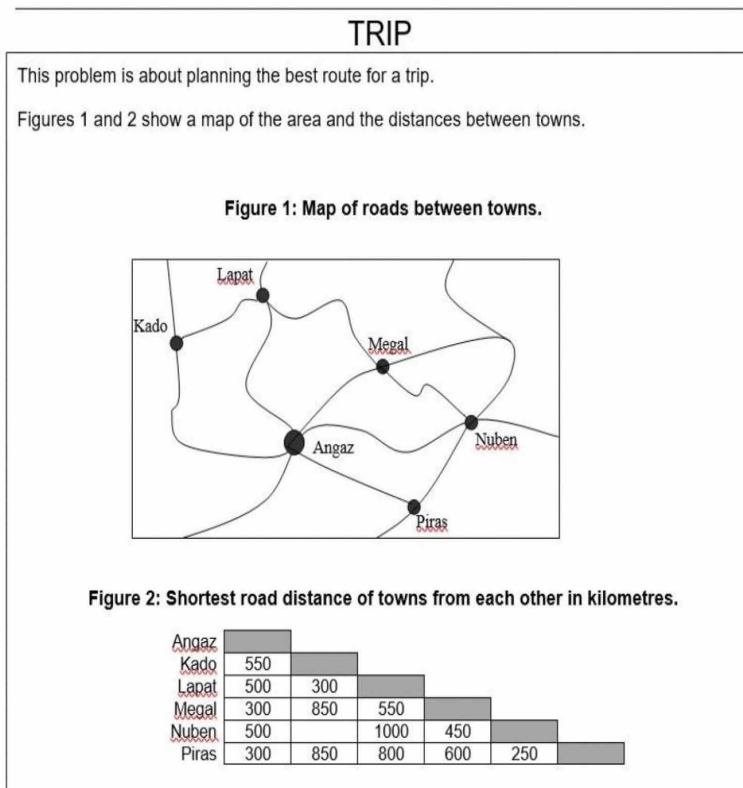 TRIP
This problem is about planning the best route for a trip.
Figures 1 and 2 show a map of the area and the distances between towns.
Figure 1: Map of roads between towns.
Lapat
Kado
Megal
Angaz
Nuben
Piras
Figure 2: Shortest road distance of towns from each other in kilometres.
Angaz
Kado 550
Lapat 500 300
Megal 300 850 550
Nuben 500 1000 450
Piras 300 850 800 600 250